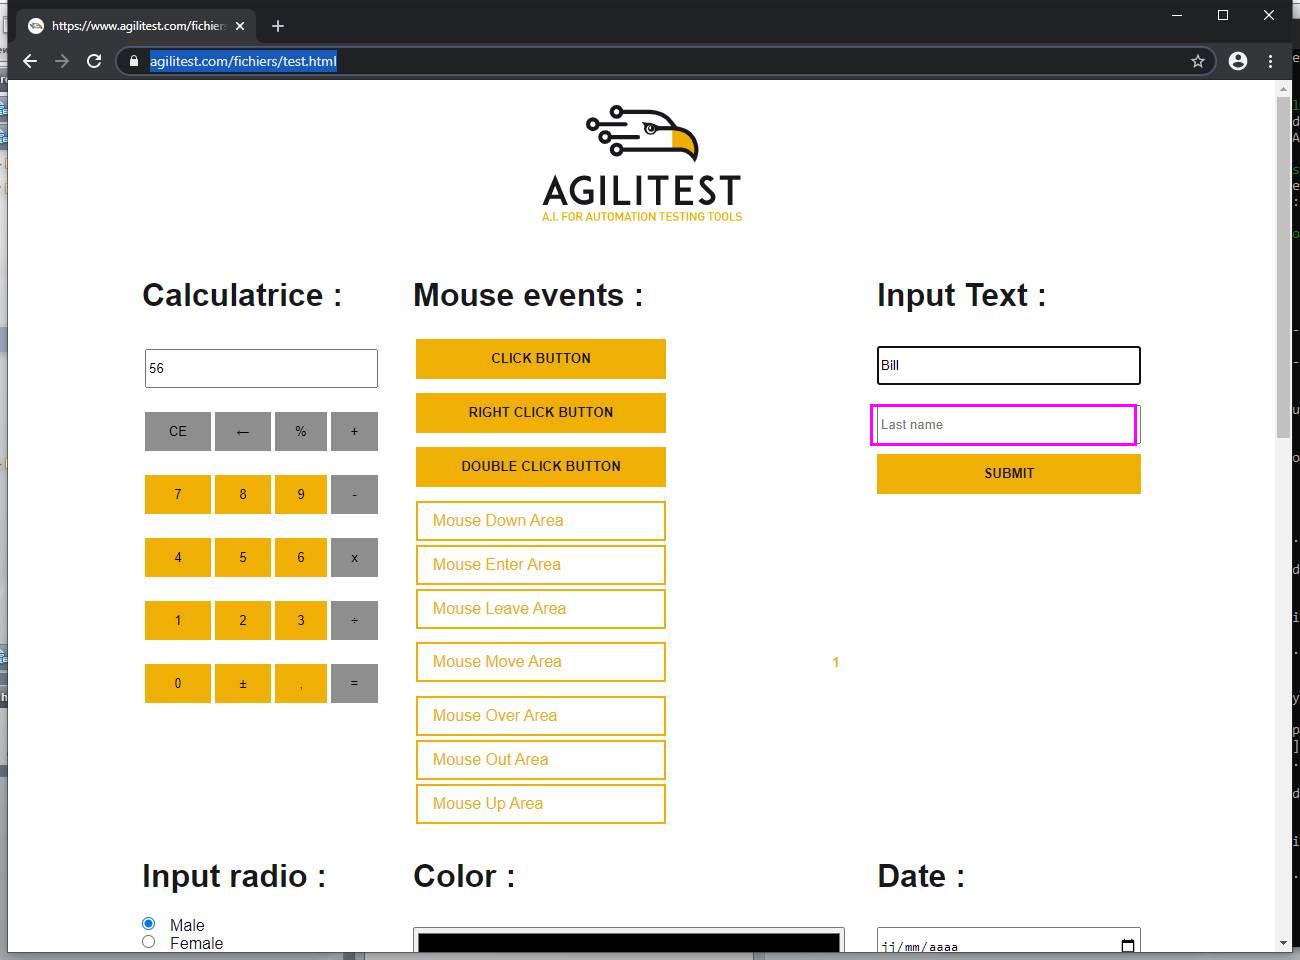 https://www.agilitest.com/fichiers
agilitest.com/fichiers/test.html
AGILITEST
A.I. FOR AUTOMATION TESTING TOOLS
Calculatrice :
56
CE ← % +
7 8 9 -
4 5 6 x
1 2 3 ÷
0 ± , =
Mouse events :
CLICK BUTTON
RIGHT CLICK BUTTON
DOUBLE CLICK BUTTON
Mouse Down Area
Mouse Enter Area
Mouse Leave Area
Mouse Move Area
1
Mouse Over Area
Mouse Out Area
Mouse Up Area
Input Text :
Bill
Last name
SUBMIT
Input radio :
Male
Female
Color :
Date :
jj/mm/aaaa